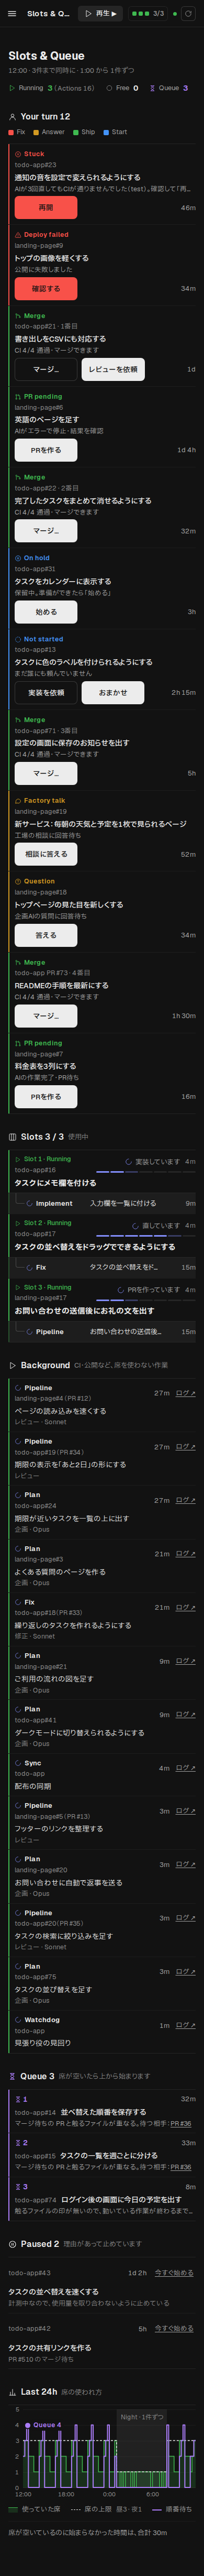 Slots & Q…
再生 ▶
3/3
Slots & Queue
12:00 · 3件まで同時に · 1:00 から 1件ずつ
Running 3 (Actions 16)
Free 0
Queue 3
Your turn 12
Fix
Answer
Ship
Start
Stuck
todo-app#23
通知の音を設定で変えられるようにする
AIが3回直してもCIが通りませんでした(test)。確認して「再…
再開
46m
Deploy failed
landing-page#9
トップの画像を軽くする
公開に失敗しました
確認する
34m
Merge
todo-app#21 · 1番目
書き出しをCSVにも対応する
CI 4/4 通過 · マージできます
マージ…
レビューを依頼
1d
PR pending
landing-page#6
英語のページを足す
AIがエラーで停止 · 結果を確認
PRを作る
1d 4h
Merge
todo-app#22 · 2番目
完了したタスクをまとめて消せるようにする
CI 4/4 通過 · マージできます
マージ…
32m
On hold
todo-app#31
タスクをカレンダーに表示する
保留中。準備ができたら「始める」
始める
3h
Not started
todo-app#13
タスクに色のラベルを付けられるようにする
まだ誰にも頼んでいません
実装を依頼
おまかせ
2h 15m
Merge
todo-app#71 · 3番目
設定の画面に保存のお知らせを出す
CI 4/4 通過 · マージできます
マージ…
5h
Factory talk
landing-page#19
新サービス：毎朝の天気と予定を1枚で見られるページ
工場の相談に回答待ち
相談に答える
52m
Question
landing-page#18
トップページの見た目を新しくする
企画AIの質問に回答待ち
答える
34m
Merge
todo-app PR #73 · 4番目
READMEの手順を最新にする
CI 4/4 通過 · マージできます
マージ…
1h 30m
PR pending
landing-page#7
料金表を3列に直す
AIの作業完了 · PR待ち
PRを作る
16m
Slots 3 / 3 使用中
Slot 1 · Running
実装しています 4m
todo-app#16
タスクにメモ欄を付ける
Implement 入力欄を一覧に付ける 9m
Slot 2 · Running
直しています 4m
todo-app#17
タスクの並べ替えをドラッグでできるようにする
Fix タスクの並べ替えをド… 15m
Slot 3 · Running
PRを作っています 4m
landing-page#17
お問い合わせの送信後にお礼の文を出す
Pipeline お問い合わせの送信後… 15m
Background CI · 公開など、席を使わない作業
Pipeline
27m ログ↗
landing-page#4 (PR #12)
ページの読み込みを速くする
レビュー · Sonnet
Pipeline
27m ログ↗
todo-app#19 (PR #34)
期限の表示を「あと2日」の形にする
レビュー
Plan
27m ログ↗
todo-app#24
期限が近いタスクを一覧の上に出す
企画 · Opus
Plan
21m ログ↗
landing-page#3
よくある質問のページを作る
企画 · Opus
Fix
21m ログ↗
todo-app#18 (PR #33)
繰り返しのタスクを作れるようにする
修正 · Sonnet
Plan
9m ログ↗
landing-page#21
ご利用の流れの図を足す
企画 · Opus
Plan
9m ログ↗
todo-app#41
ダークモードに切り替えられるようにする
企画 · Opus
Sync
4m ログ↗
todo-app
配布の同期
Pipeline
3m ログ↗
landing-page#5 (PR #13)
フッターのリンクを整理する
レビュー
Plan
3m ログ↗
landing-page#20
お問い合わせに自動で返事を送る
企画 · Opus
Pipeline
3m ログ↗
todo-app#20 (PR #35)
タスクの検索に絞り込みを足す
レビュー · Sonnet
Plan
3m ログ↗
todo-app#75
タスクの並び替えを足す
企画 · Opus
Watchdog
1m ログ↗
todo-app
見張り役の見回り
Queue 3 席が空いたら上から始まります
1
32m
todo-app#14 並べ替えた順番を保存する
マージ待ちの PR と触るファイルが重なる。待つ相手：PR #36
2
33m
todo-app#15 タスクの一覧を週ごとに分ける
マージ待ちの PR と触るファイルが重なる。待つ相手：PR #36
3
8m
todo-app#74 ログイン後の画面に今日の予定を出す
触るファイルの印が無いので、動いている作業が終わるまで…
Paused 2 理由があって止めています
todo-app#43
1d 2h 今すぐ始める
タスクの並べ替えを速くする
計測中なので、使用量を取り合わないように止めている
todo-app#42
5h 今すぐ始める
タスクの共有リンクを作る
PR #510 のマージ待ち
Last 24h 席の使われ方
5
4
3
2
1
0
Queue 4
Night · 1件ずつ
12:00
18:00
0:00
6:00
使っていた席
席の上限 昼3 · 夜1
順番待ち
席が空いているのに始まらなかった時間は、合計 30m